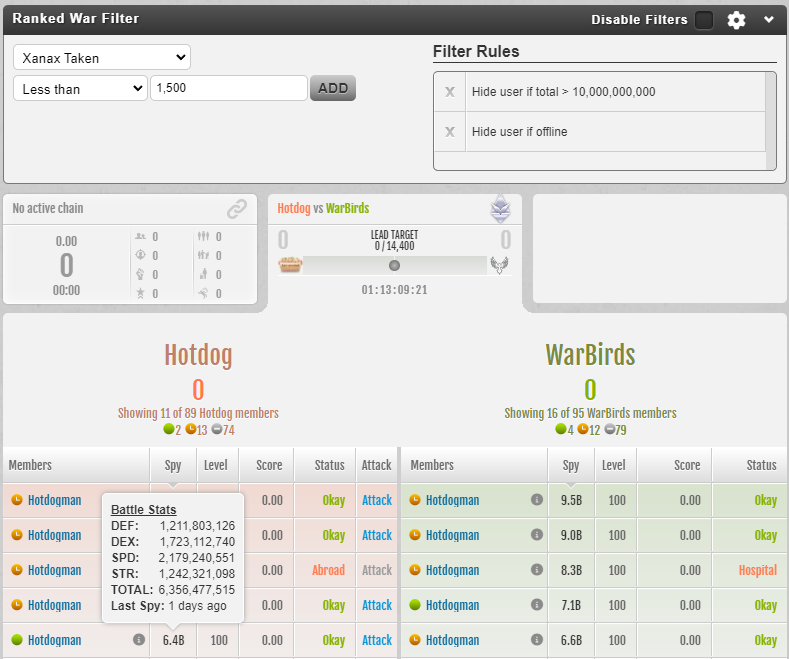 Ranked War Filter
Disable Filters
Xanax Taken
Less than
1,500
ADD
Filter Rules
X Hide user if total > 10,000,000,000
X Hide user if offline
No active chain
0.00
0
00:00
0 0
0 0
0 0
0 0
Hotdog vs WarBirds
0 LEAD TARGET 0
0 / 14,400
01:13:09:21
Hotdog
0
Showing 11 of 89 Hotdog members
2 13 74
WarBirds
0
Showing 16 of 95 WarBirds members
4 12 79
Members Spy Level Score Status Attack
Hotdogman 0.00 Okay Attack
Hotdogman 0.00 Okay Attack
Hotdogman 0.00 Abroad Attack
Hotdogman 0.00 Okay Attack
Hotdogman 6.4B 100 0.00 Okay Attack
Battle Stats
DEF: 1,211,803,126
DEX: 1,723,112,740
SPD: 2,179,240,551
STR: 1,242,321,098
TOTAL: 6,356,477,515
Last Spy: 1 days ago
Members Spy Level Score Status
Hotdogman 9.5B 100 0.00 Okay
Hotdogman 9.0B 100 0.00 Okay
Hotdogman 8.3B 100 0.00 Hospital
Hotdogman 7.1B 100 0.00 Okay
Hotdogman 6.6B 100 0.00 Okay